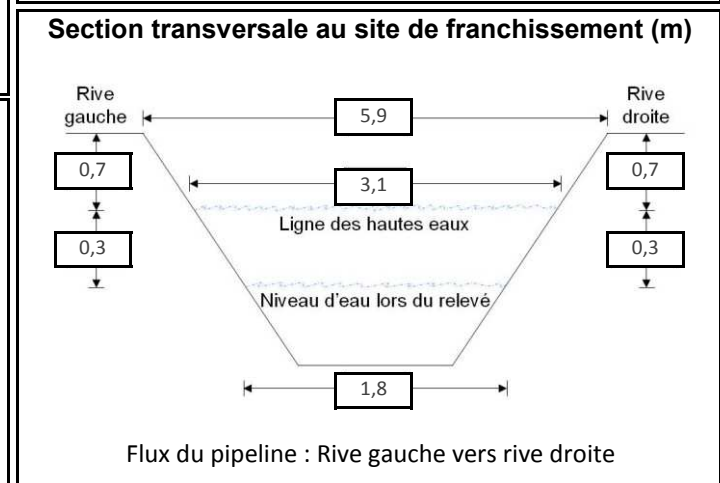 Section transversale au site de franchissement (m)
Rive
gauche
5,9
Rive
droite
0,7
3,1
0,7
Ligne des hautes eaux
0,3
0,3
Niveau d'eau lors du relevé
1,8
Flux du pipeline : Rive gauche vers rive droite